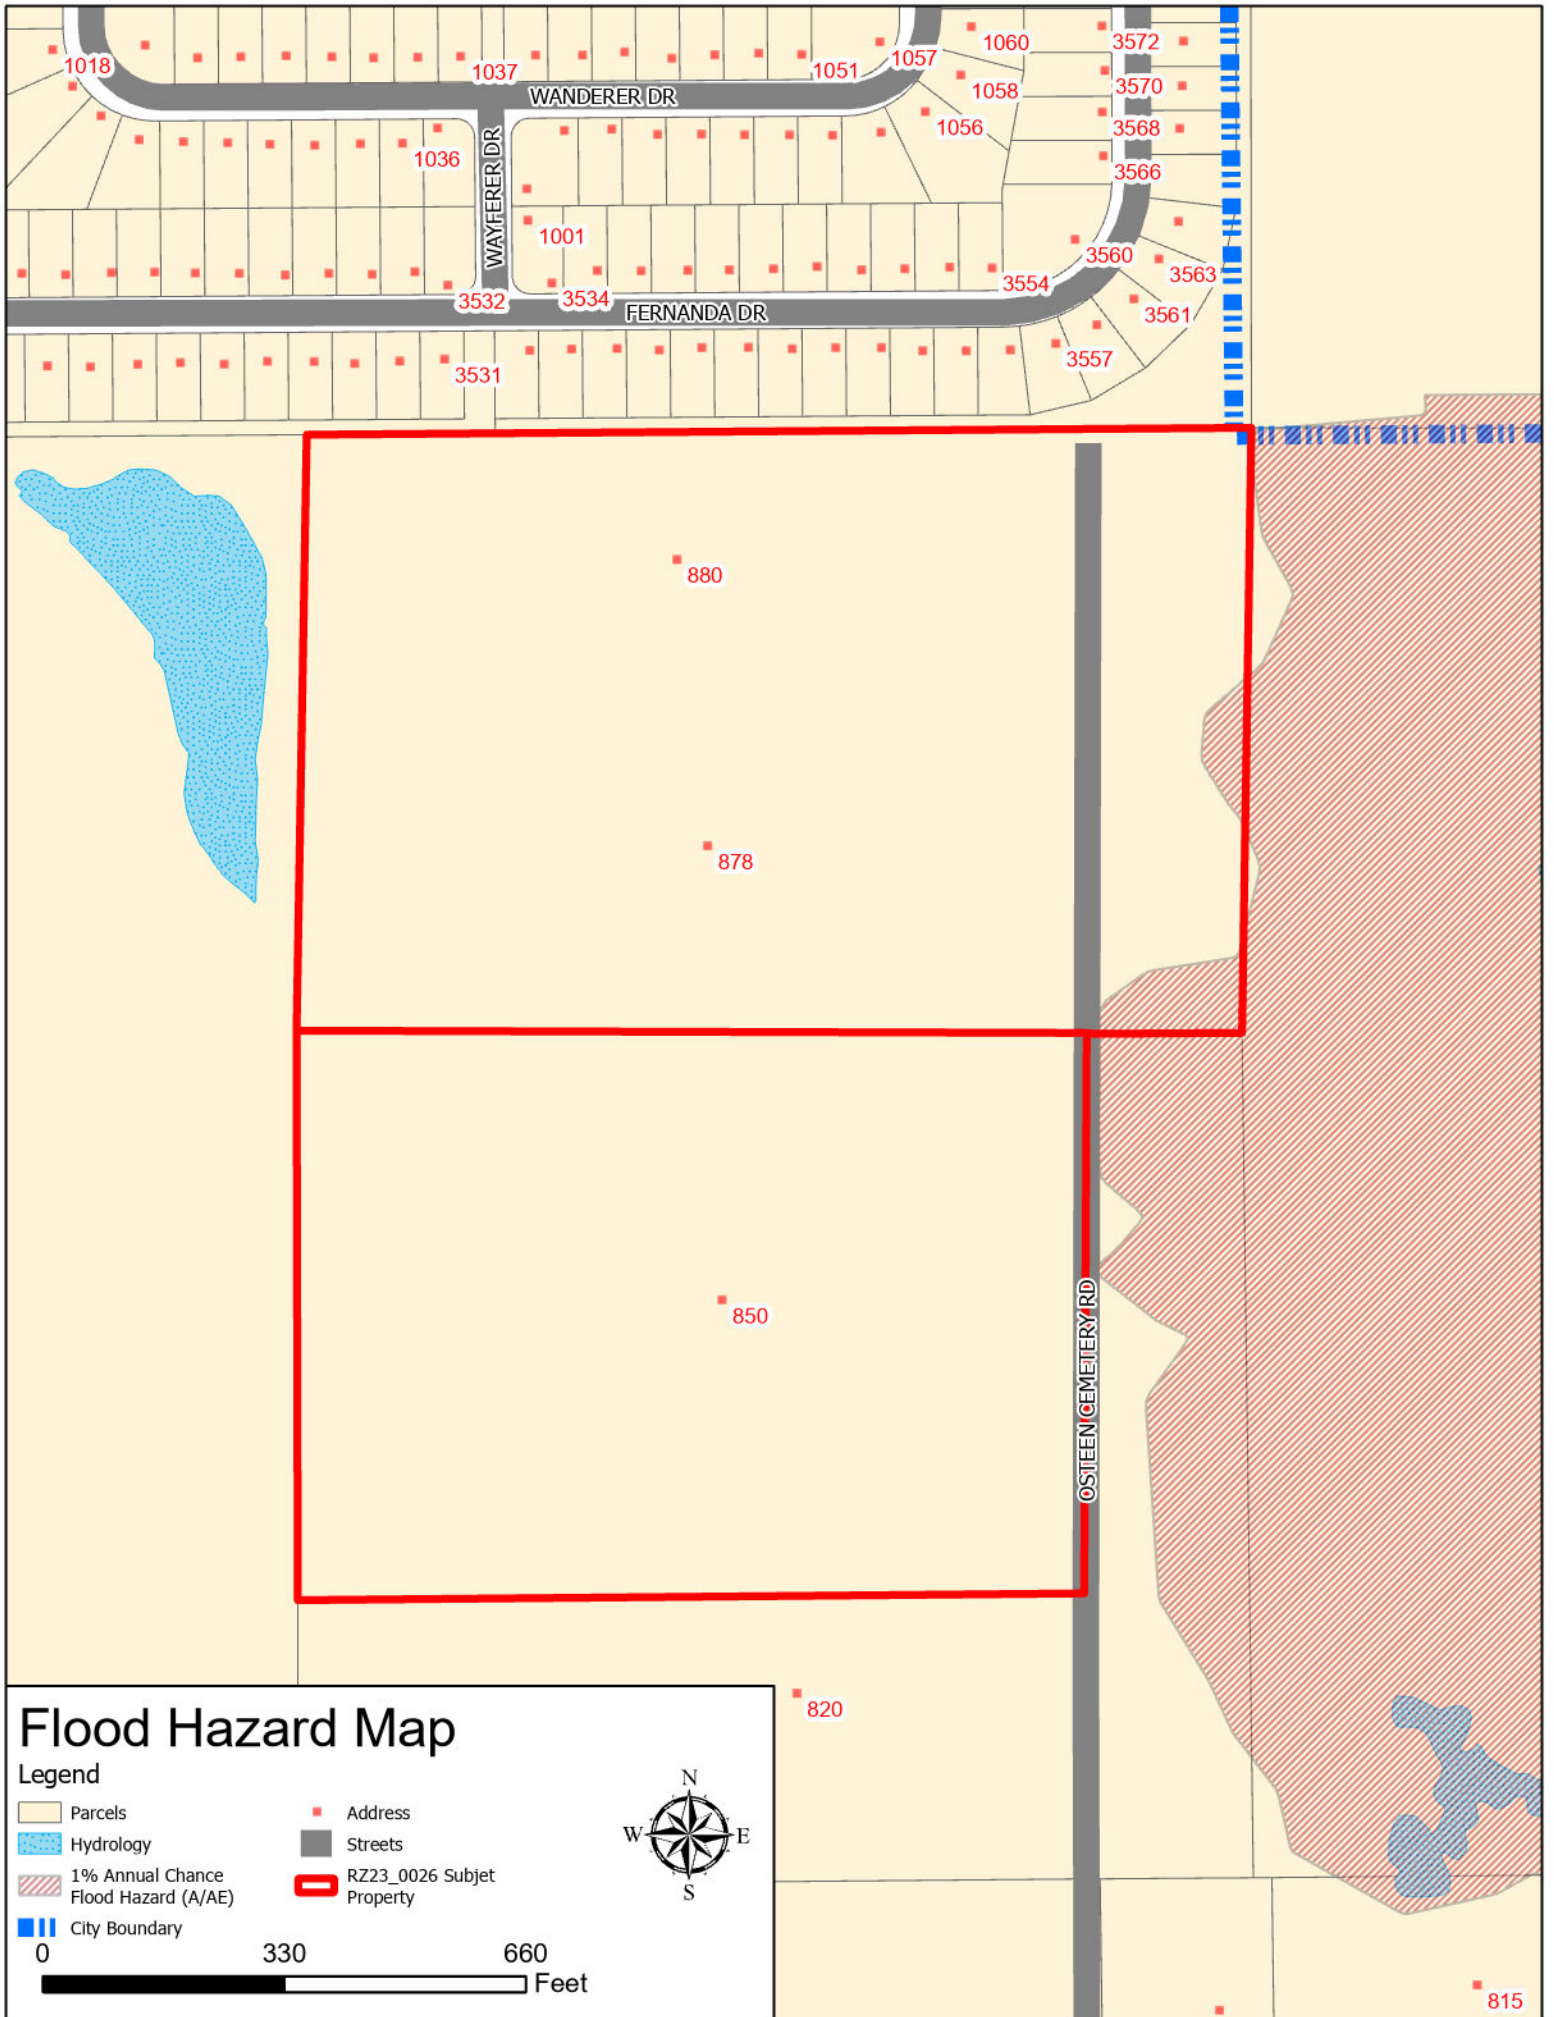 1018
1037
1051
1057
1060
3572
1058
3570
WANDERER DR
1056
3568
1036
3566
WAYFERER DR
1001
3560
3563
3554
3532
3534
3561
FERNANDA DR
3557
3531
880
878
850
OSTEEN CEMETERY RD
820
Flood Hazard Map
Legend
Parcels
Hydrology
1% Annual Chance
Flood Hazard (A/AE)
City Boundary
Address
Streets
RZ23_0026 Subjet
Property
N
W
E
S
0
330
660
Feet
815